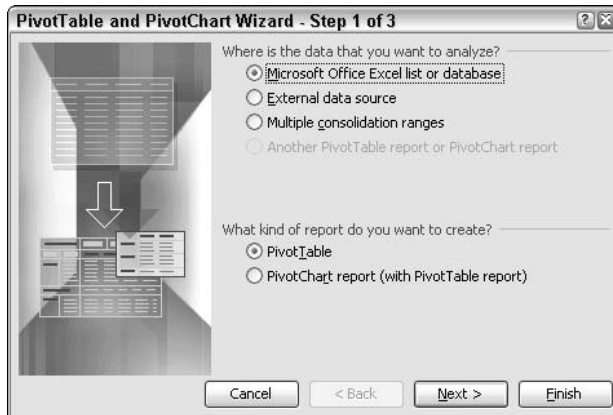 PivotTable and PivotChart Wizard - Step 1 of 3
Where is the data that you want to analyze?
Microsoft Office Excel list or database
External data source
Multiple consolidation ranges
Another PivotTable report or PivotChart report
What kind of report do you want to create?
PivotTable
PivotChart report (with PivotTable report)
Cancel
< Back
Next >
Finish